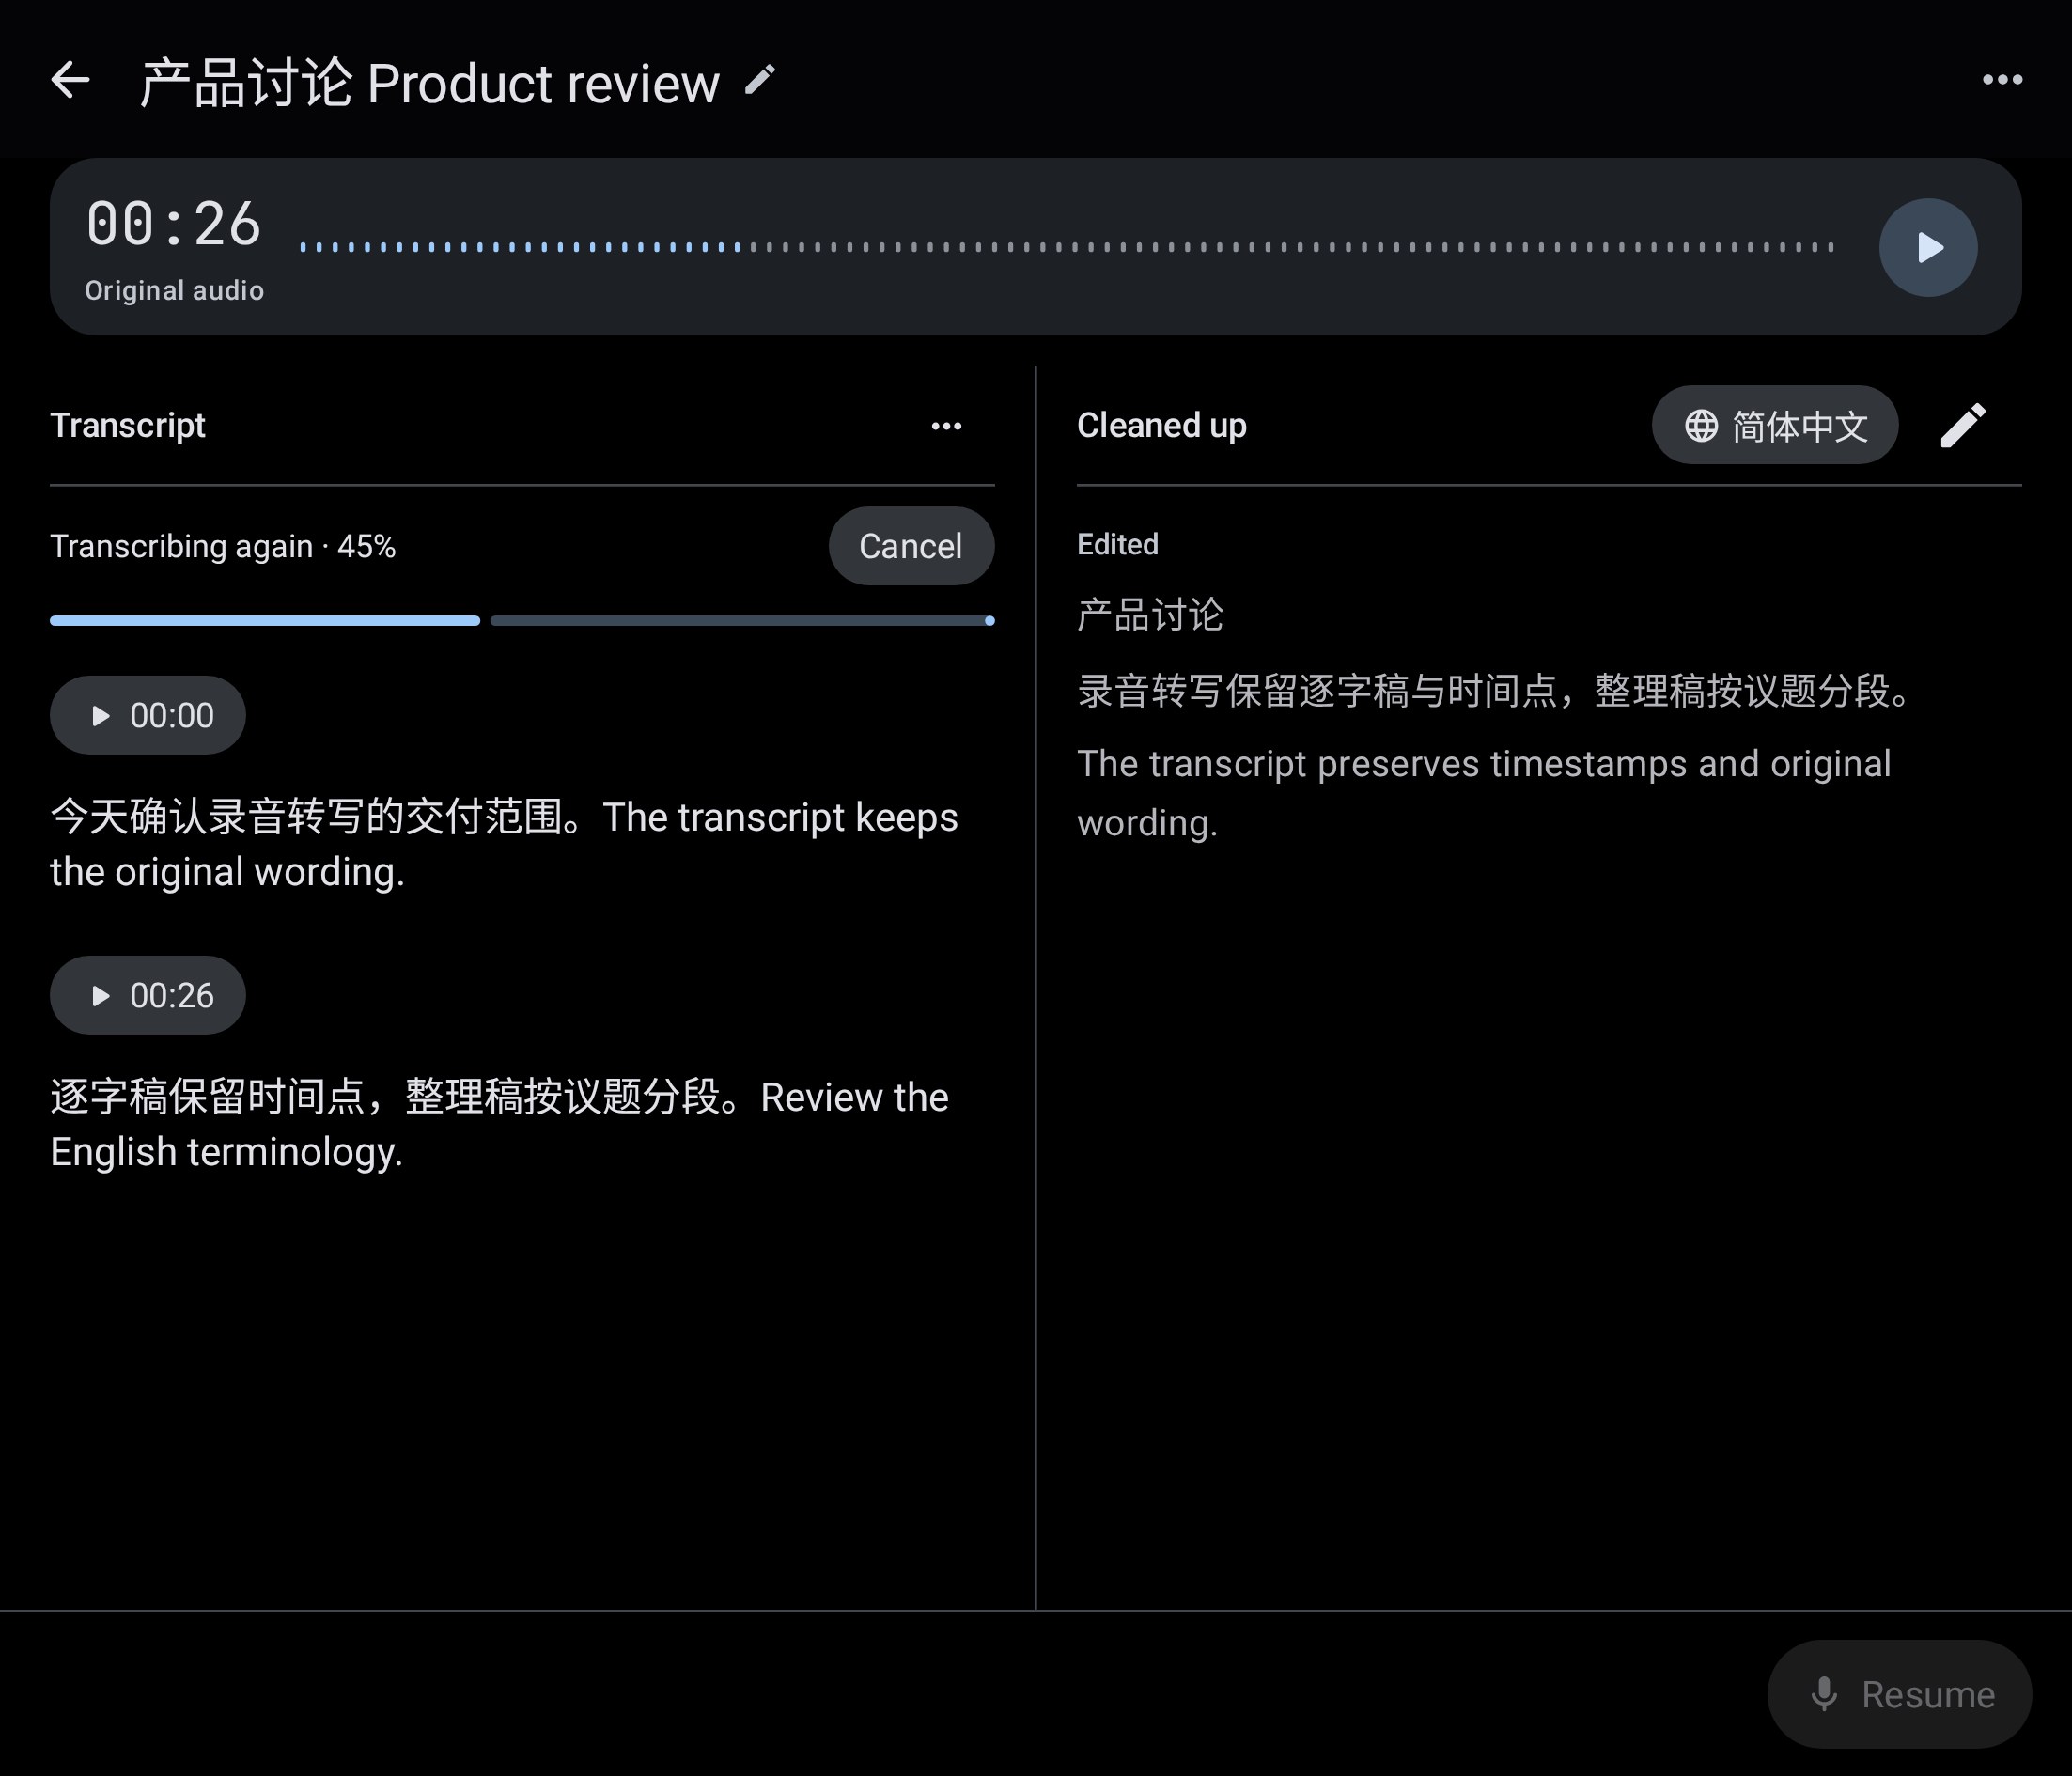 产品讨论 Product review
00:26
Original audio
Transcript
Transcribing again · 45%
Cancel
00:00
今天确认录音转写的交付范围。The transcript keeps
the original wording.
00:26
逐字稿保留时间点，整理稿按议题分段。Review the
English terminology.
Cleaned up
简体中文
Edited
产品讨论
录音转写保留逐字稿与时间点，整理稿按议题分段。
The transcript preserves timestamps and original
wording.
Resume